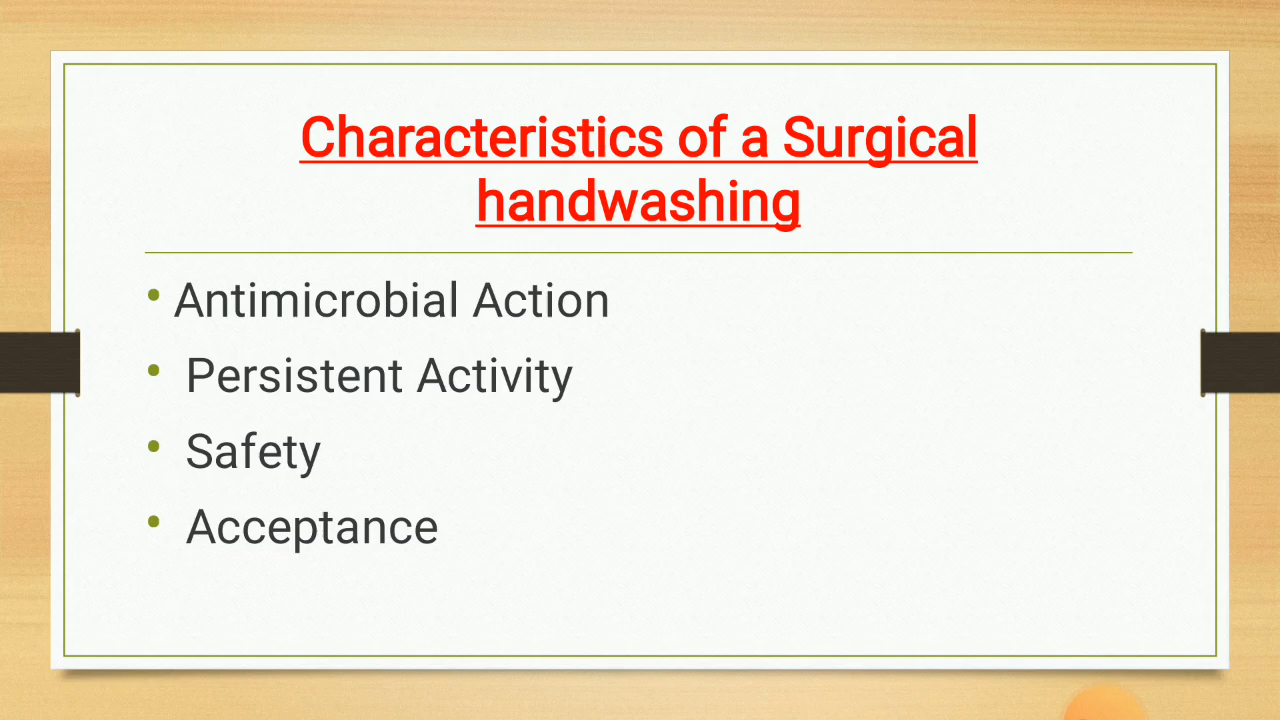 Characteristics of a Surgical
handwashing
• Antimicrobial Action
• Persistent Activity
• Safety
• Acceptance